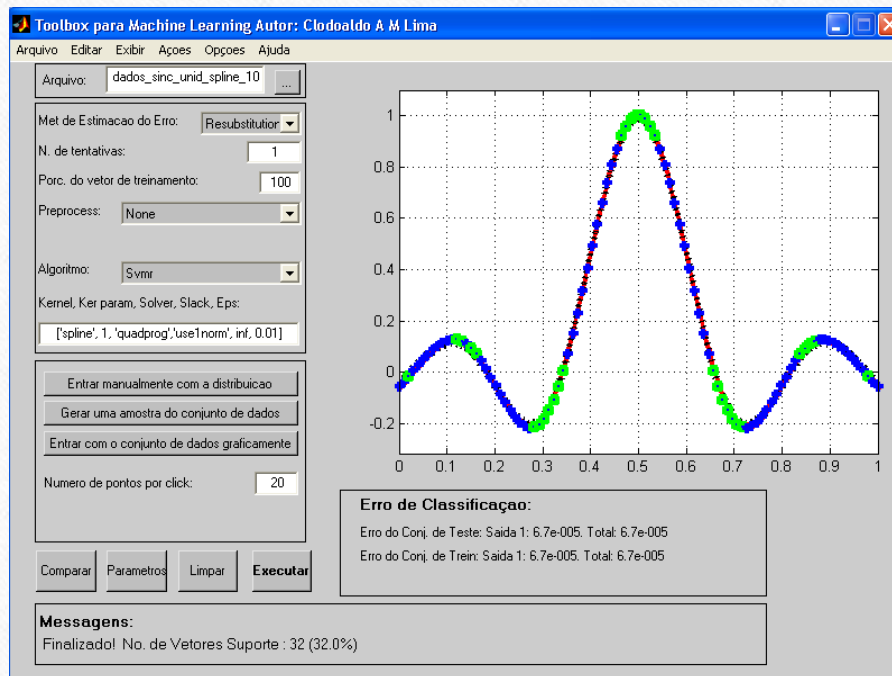 Toolbox para Machine Learning Autor: Clodoaldo A M Lima
Arquivo Editar Exibir Açoes Opçoes Ajuda
Arquivo: dados_sinc_unid_spline_10 ...
Met de Estimacao do Erro: Resubstitution
N. de tentativas: 1
Porc. do vetor de treinamento: 100
Preprocess: None
Algoritmo: Svmr
Kernel, Ker param, Solver, Slack, Eps:
['spline', 1, 'quadprog','use1norm', inf, 0.01]
Entrar manualmente com a distribuicao
Gerar uma amostra do conjunto de dados
Entrar com o conjunto de dados graficamente
Numero de pontos por click: 20
Comparar Parametros Limpar Executar
1
0.8
0.6
0.4
0.2
0
-0.2
0 0.1 0.2 0.3 0.4 0.5 0.6 0.7 0.8 0.9 1
Erro de Classificaçao:
Erro do Conj. de Teste: Saida 1: 6.7e-005. Total: 6.7e-005
Erro do Conj. de Trein: Saida 1: 6.7e-005. Total: 6.7e-005
Messagens:
Finalizado! No. de Vetores Suporte : 32 (32.0%)